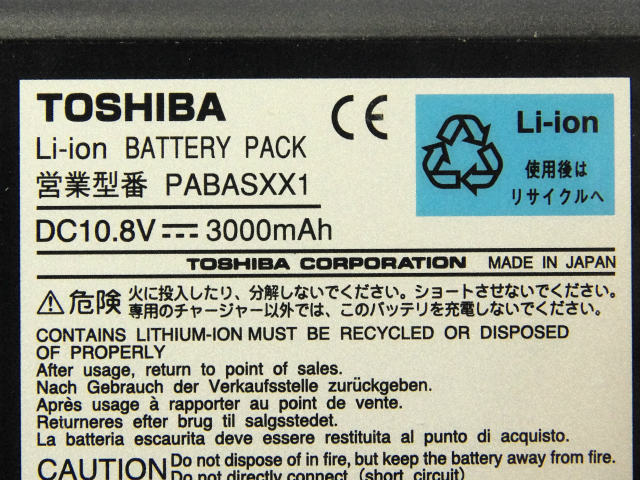 TOSHIBA
Li-ion BATTERY PACK
営業型番 PABASXX1
DC10.8V 3000mAh
CE
Li-ion
使用後は
リサイクルへ
TOSHIBA CORPORATION MADE IN JAPAN
危険 火に投入したり、分解しないでください。ショートさせないでください。
専用のチャージャー以外では、このバッテリを充電しないでください。
CONTAINS LITHIUM-ION MUST BE RECYCLED OR DISPOSED
OF PROPERLY
After usage, return to point of sales.
Nach Gebrauch der Verkaufsstelle zurückgeben.
Après usage à rapporter au point de vente.
Returneres efter brug til salgsstedet.
La batteria escaurita deve essere restituita al punto di acquisto.
CAUTION Do not dispose of in fire, but keep the battery away from fire.
Do not directly connect (short circuit)